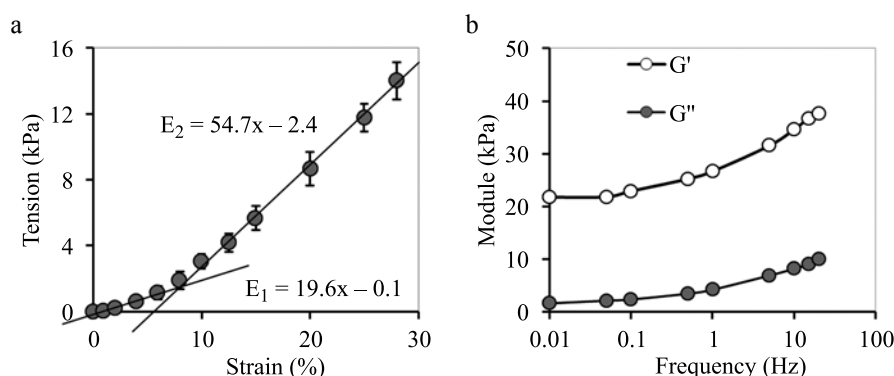 a
16
12
8
4
0
Tension (kPa)
E₂ = 54.7x – 2.4
E₁ = 19.6x – 0.1
0 10 20 30
Strain (%)
b
50
40
30
20
10
0
Module (kPa)
G'
G"
0.01 0.1 1 10 100
Frequency (Hz)